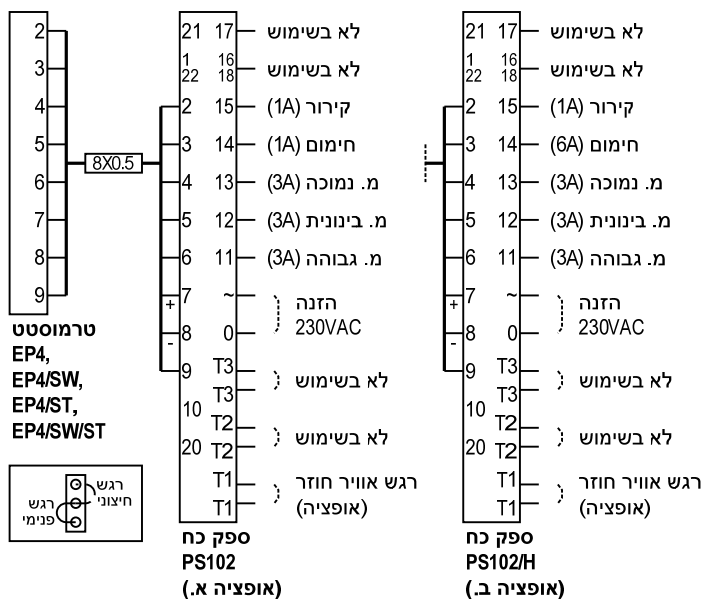 2
3
4
5
6
7
8
9
8X0.5
טרמוסטט
EP4,
EP4/SW,
EP4/ST,
EP4/SW/ST
רגש
חיצוני
רגש
פנימי
21 17 לא בשימוש
1 16
22 18 לא בשימוש
2 15 קירור (1A)
3 14 חימום (1A)
4 13 מ. נמוכה (3A)
5 12 מ. בינונית (3A)
6 11 מ. גבוהה (3A)
7 ~ הזנה
+
8 0 230VAC
-
9 T3
לא בשימוש
T3
10
T2
לא בשימוש
20 T2
T1 רגש אוויר חוזר
T1 (אופציה)
ספק כח
PS102
(אופציה א.)
21 17 לא בשימוש
1 16
22 18 לא בשימוש
2 15 קירור (1A)
3 14 חימום (6A)
4 13 מ. נמוכה (3A)
5 12 מ. בינונית (3A)
6 11 מ. גבוהה (3A)
7 ~ הזנה
+
8 0 230VAC
-
9 T3
לא בשימוש
T3
10
T2
לא בשימוש
20 T2
T1 רגש אוויר חוזר
T1 (אופציה)
ספק כח
PS102/H
(אופציה ב.)